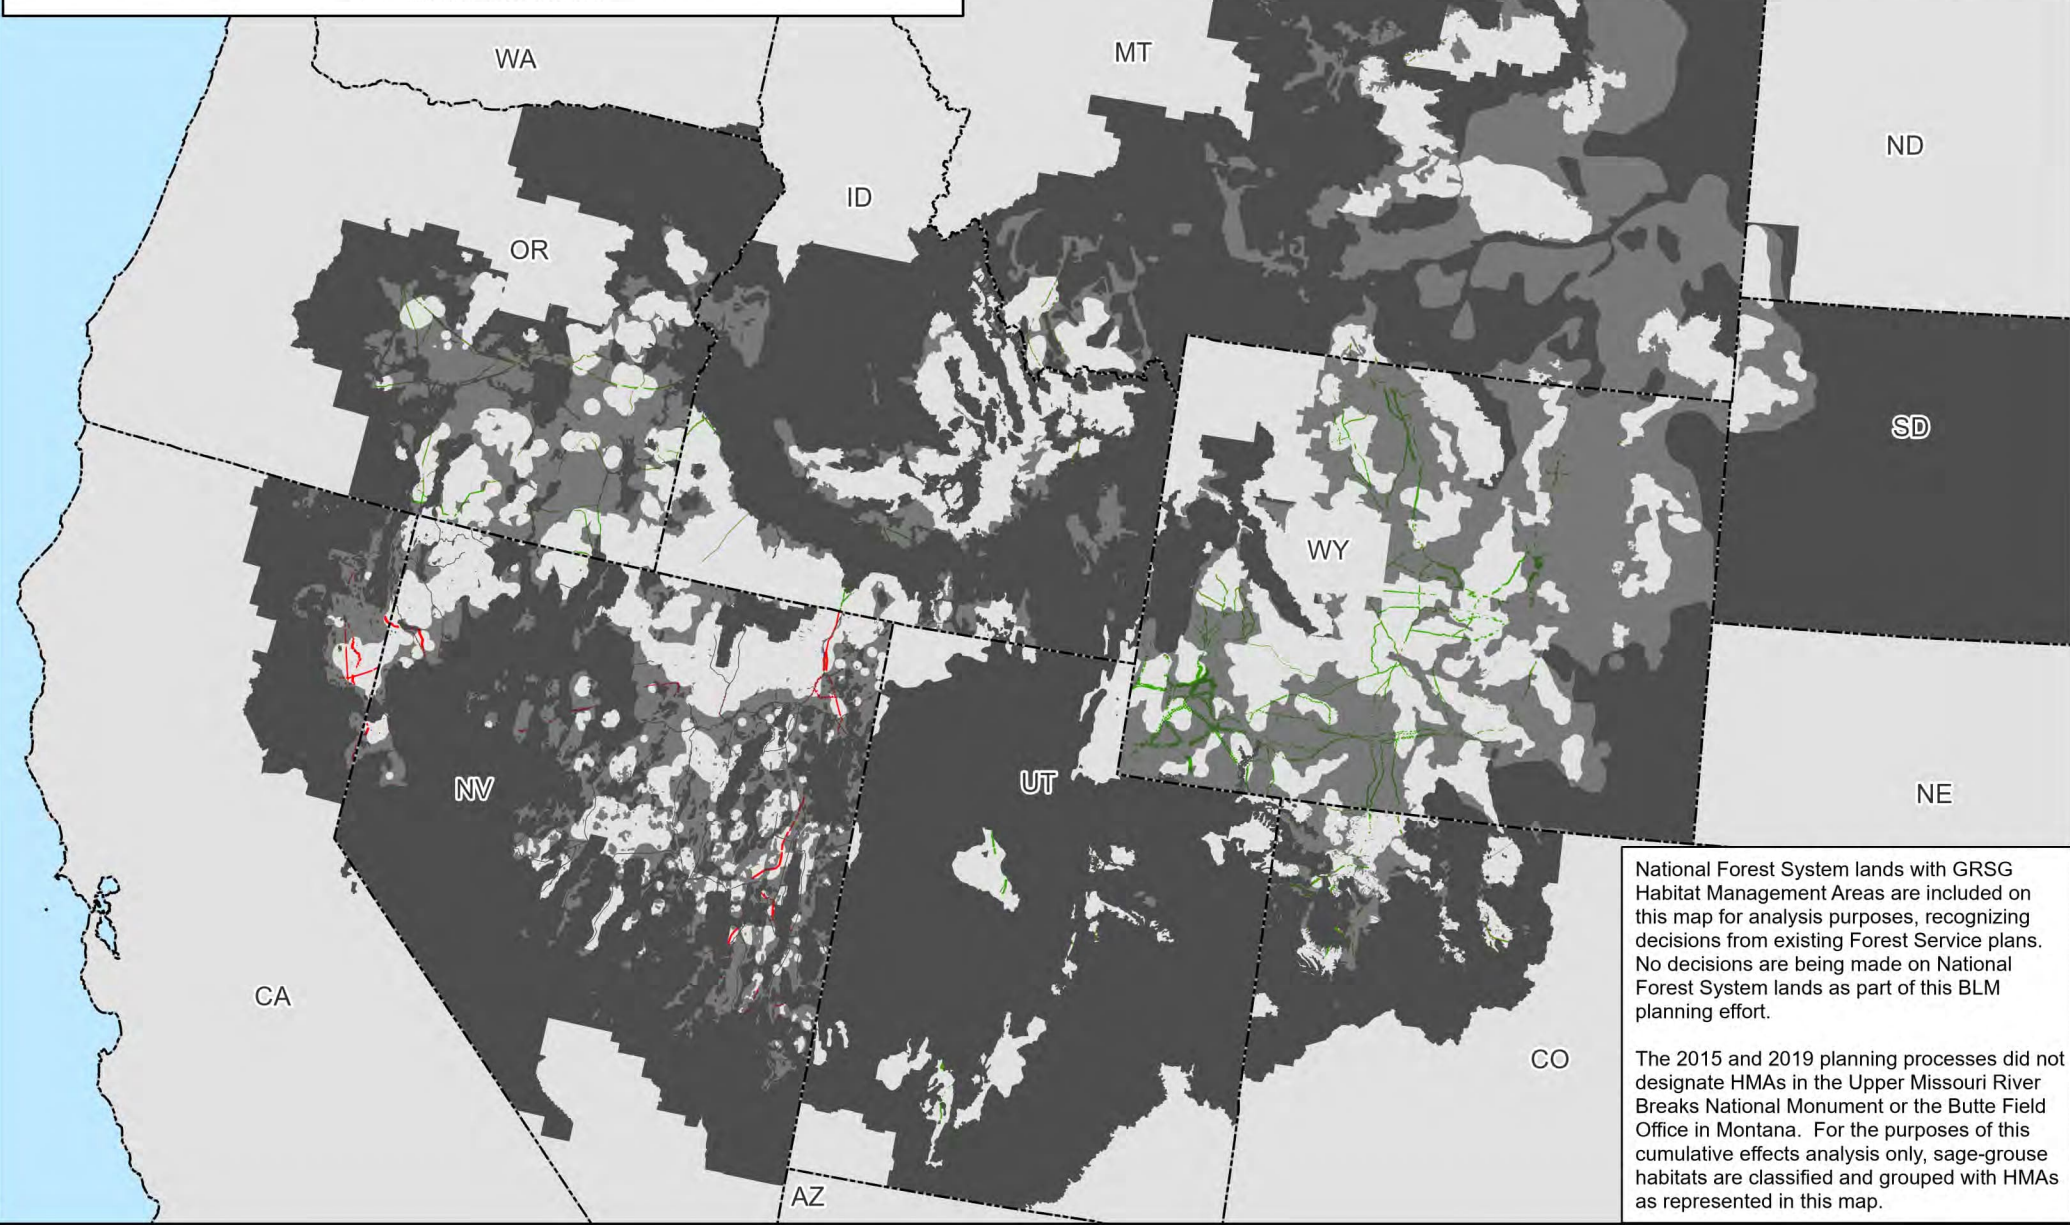 WA
MT
ND
ID
OR
SD
WY
NV
UT
NE
CA
CO
AZ
National Forest System lands with GRSG
Habitat Management Areas are included on
this map for analysis purposes, recognizing
decisions from existing Forest Service plans.
No decisions are being made on National
Forest System lands as part of this BLM
planning effort.
The 2015 and 2019 planning processes did not
designate HMAs in the Upper Missouri River
Breaks National Monument or the Butte Field
Office in Montana. For the purposes of this
cumulative effects analysis only, sage-grouse
habitats are classified and grouped with HMAs
as represented in this map.